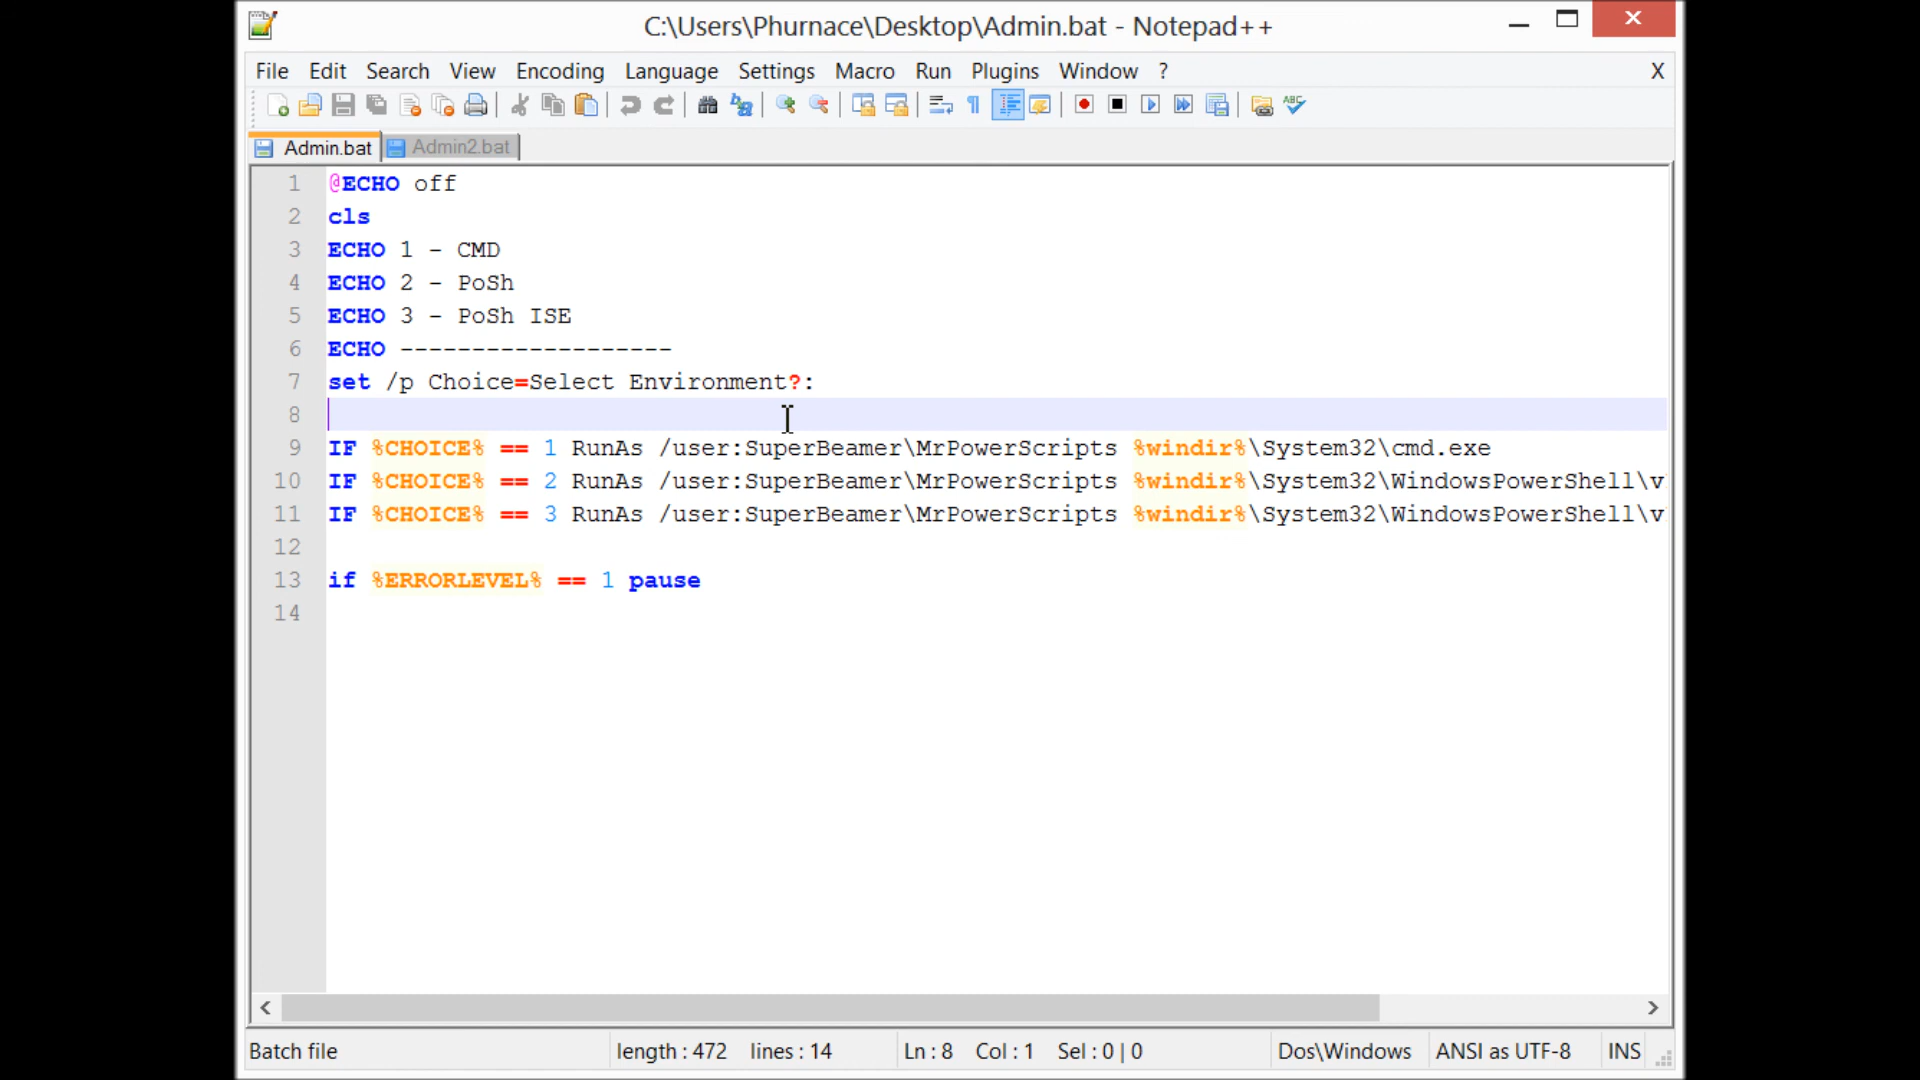 C:\Users\Phurnace\Desktop\Admin.bat - Notepad++
File Edit Search View Encoding Language Settings Macro Run Plugins Window ? X
Admin.bat Admin2.bat
1 @ECHO off
2 cls
3 ECHO 1 - CMD
4 ECHO 2 - PoSh
5 ECHO 3 - PoSh ISE
6 ECHO -------------------
7 set /p Choice=Select Environment?:
8
9 IF %CHOICE% == 1 RunAs /user:SuperBeamer\MrPowerScripts %windir%\System32\cmd.exe
10 IF %CHOICE% == 2 RunAs /user:SuperBeamer\MrPowerScripts %windir%\System32\WindowsPowerShell\v
11 IF %CHOICE% == 3 RunAs /user:SuperBeamer\MrPowerScripts %windir%\System32\WindowsPowerShell\v
12
13 if %ERRORLEVEL% == 1 pause
14
Batch file length : 472 lines : 14 Ln : 8 Col : 1 Sel : 0 | 0 Dos\Windows ANSI as UTF-8 INS